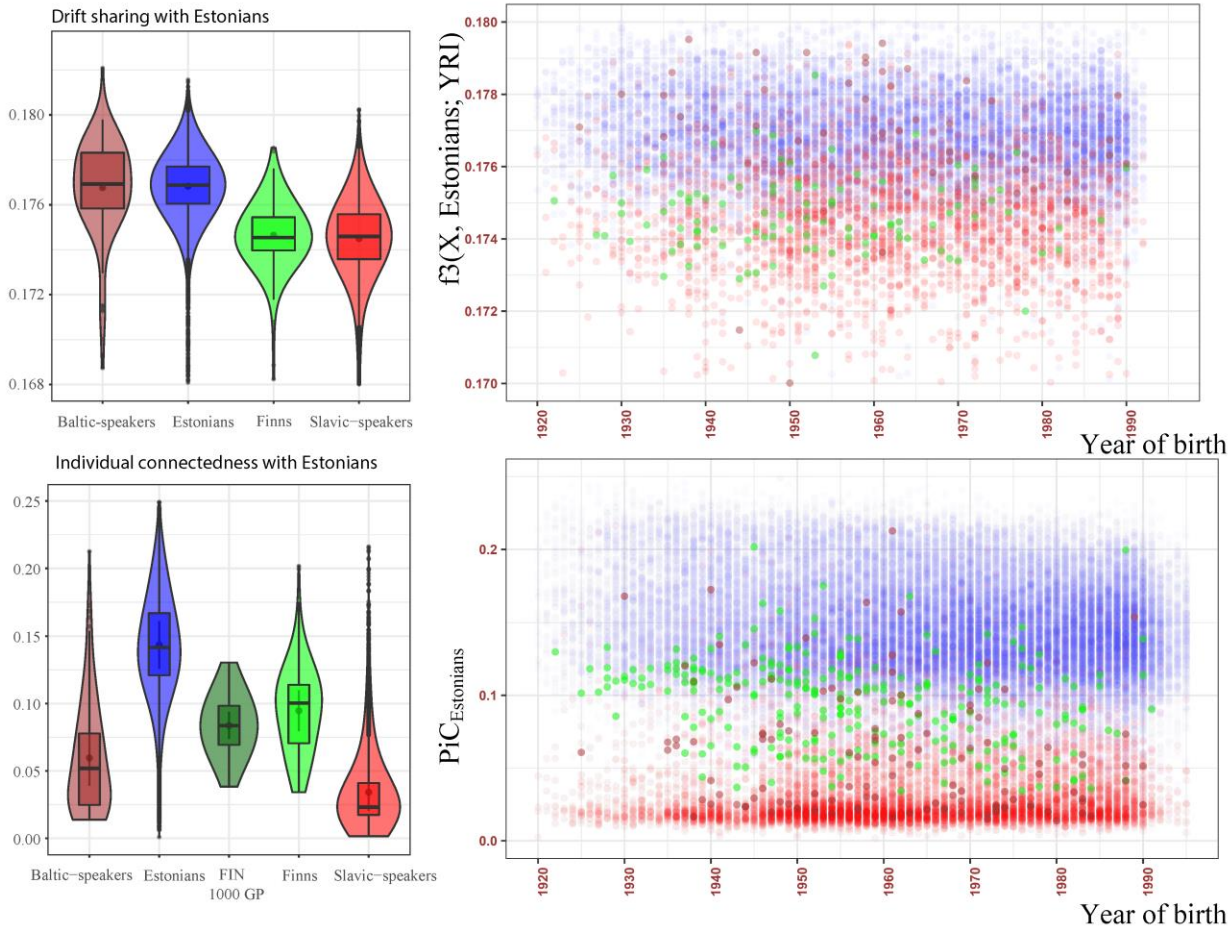 Drift sharing with Estonians
0.180
0.176
0.172
0.168
Baltic-speakers Estonians Finns Slavic−speakers
f3(X, Estonians; YRI)
0.180
0.178
0.176
0.174
0.172
0.170
1920 1930 1940 1950 1960 1970 1980 1990
Year of birth
Individual connectedness with Estonians
0.25
0.20
0.15
0.10
0.05
0.00
Baltic−speakers Estonians FIN Finns Slavic−speakers
1000 GP
PiC Estonians
0.2
0.1
0.0
1920 1930 1940 1950 1960 1970 1980 1990
Year of birth